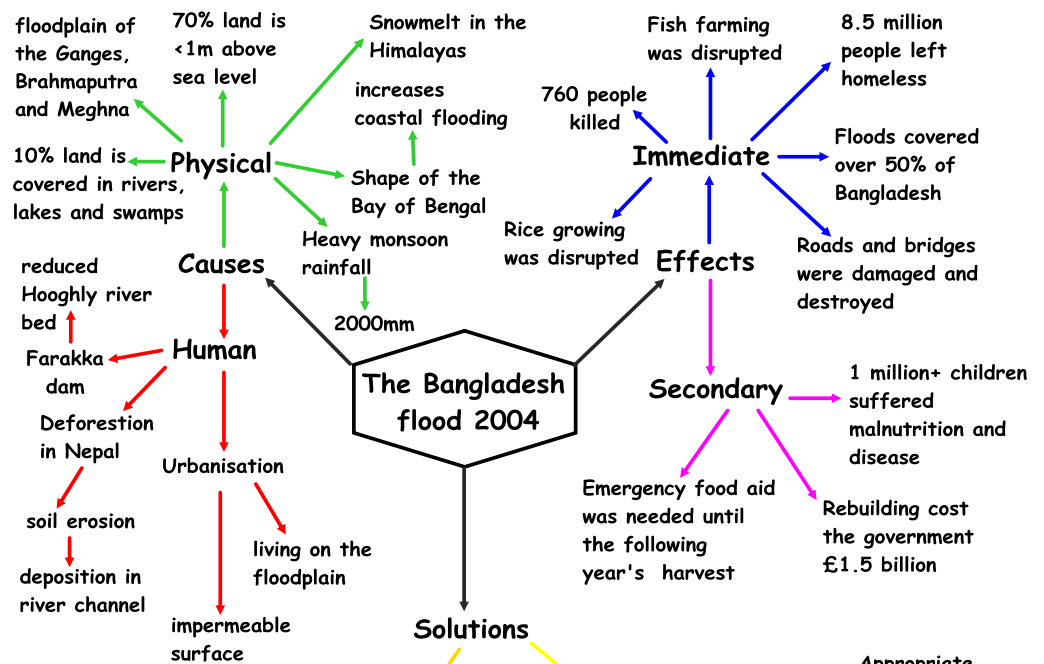 floodplain of
the Ganges,
Brahmaputra
and Meghna
70% land is
<1m above
sea level
Snowmelt in the
Himalayas
increases
coastal flooding
10% land is
covered in rivers,
lakes and swamps
Physical
Shape of the
Bay of Bengal
Heavy monsoon
rainfall
2000mm
Causes
reduced
Hooghly river
bed
Farakka
dam
Human
Deforestion
in Nepal
soil erosion
deposition in
river channel
Urbanisation
living on the
floodplain
impermeable
surface
The Bangladesh
flood 2004
Fish farming
was disrupted
8.5 million
people left
homeless
760 people
killed
Immediate
Floods covered
over 50% of
Bangladesh
Rice growing
was disrupted
Roads and bridges
were damaged and
destroyed
Effects
Secondary
1 million+ children
suffered
malnutrition and
disease
Emergency food aid
was needed until
the following
year's harvest
Rebuilding cost
the government
£1.5 billion
Solutions
Appropriate